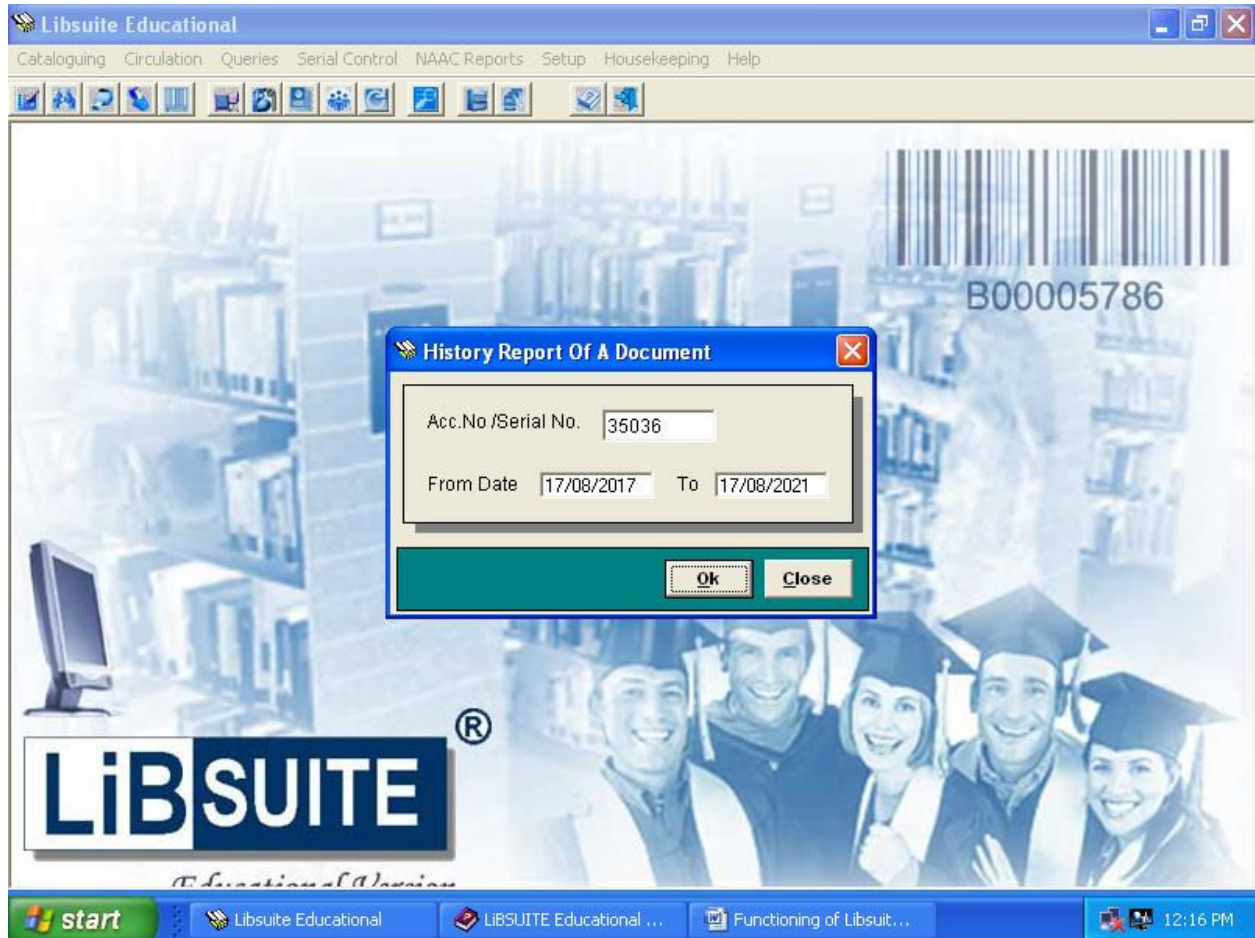 Libsuite Educational
Cataloguing Circulation Queries Serial Control NAAC Reports Setup Housekeeping Help
B00005786
History Report Of A Document
Acc.No /Serial No. 35036
From Date 17/08/2017 To 17/08/2021
Ok Close
LiBSUITE ®
Educational Version
start Libsuite Educational LiBSUITE Educational ... Functioning of Libsuit... 12:16 PM